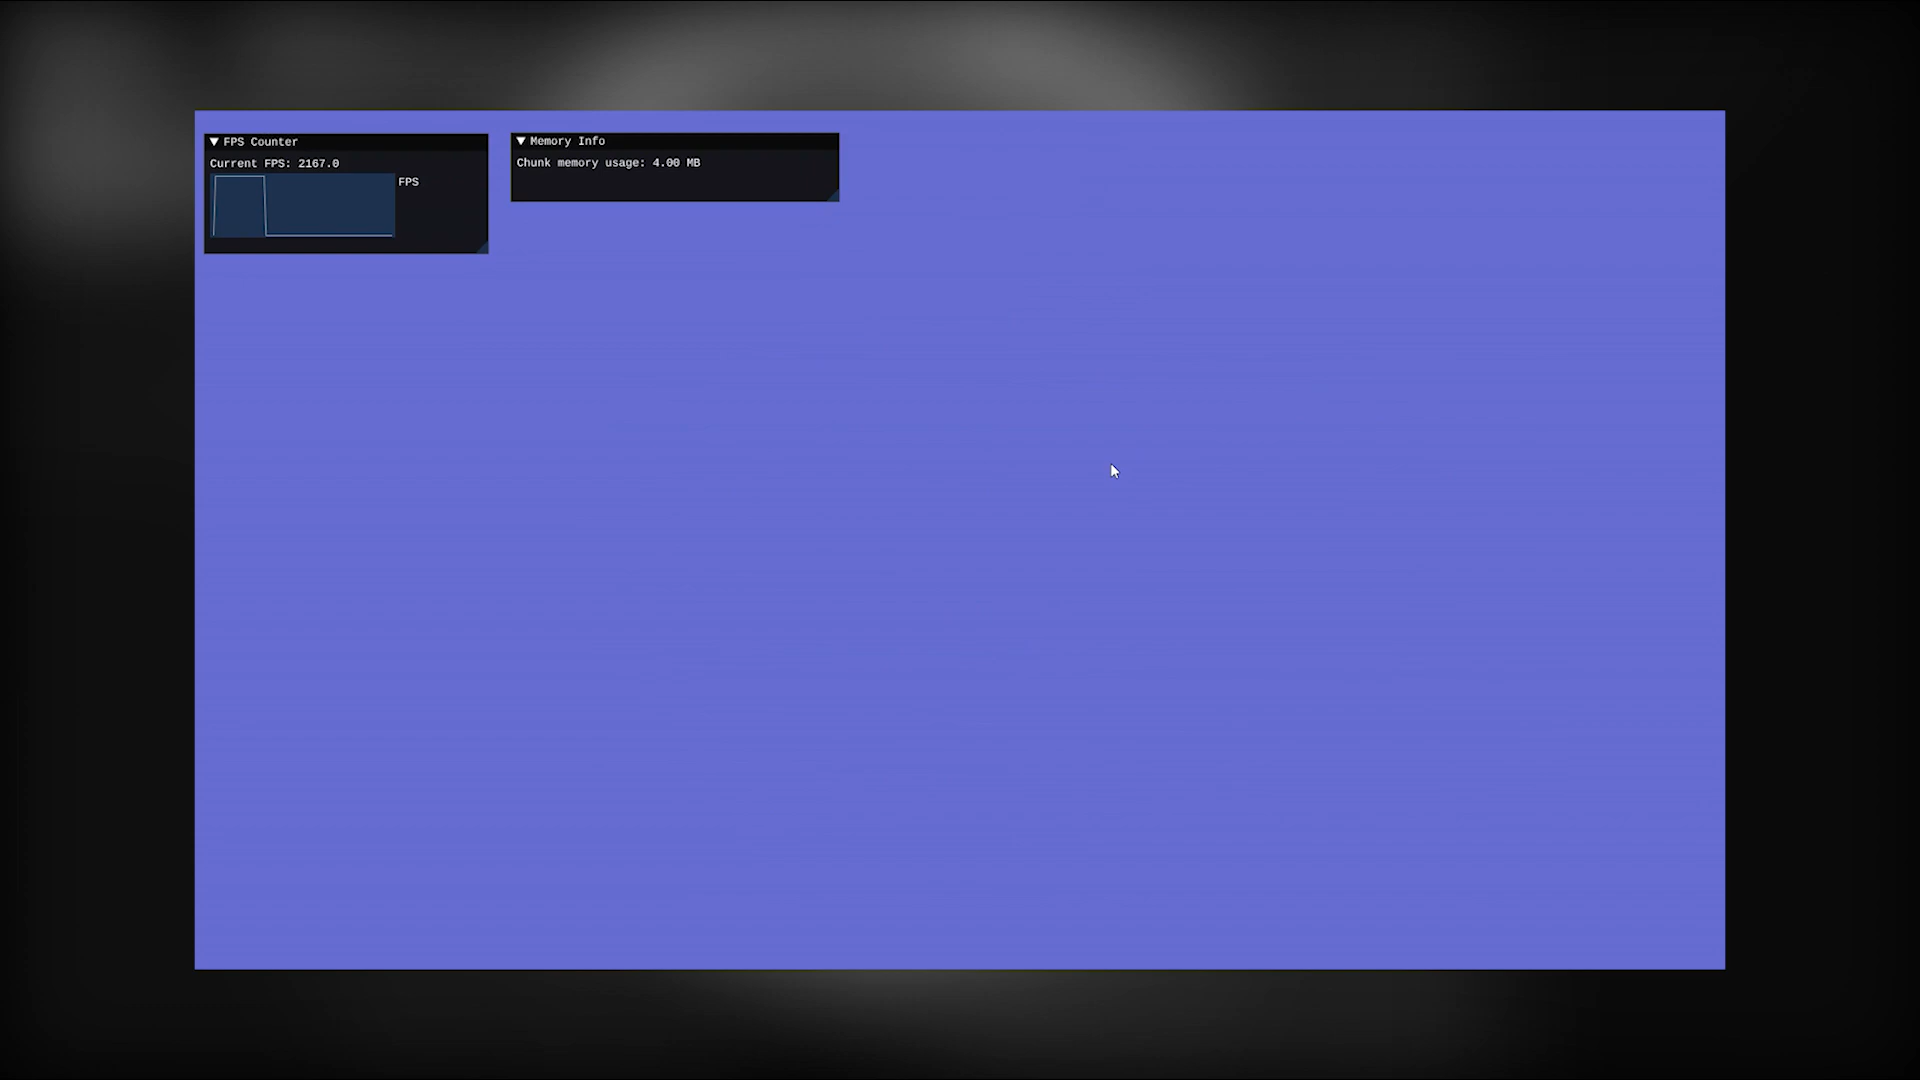 FPS Counter
Current FPS: 2167.0
FPS
Memory Info
Chunk memory usage: 4.00 MB